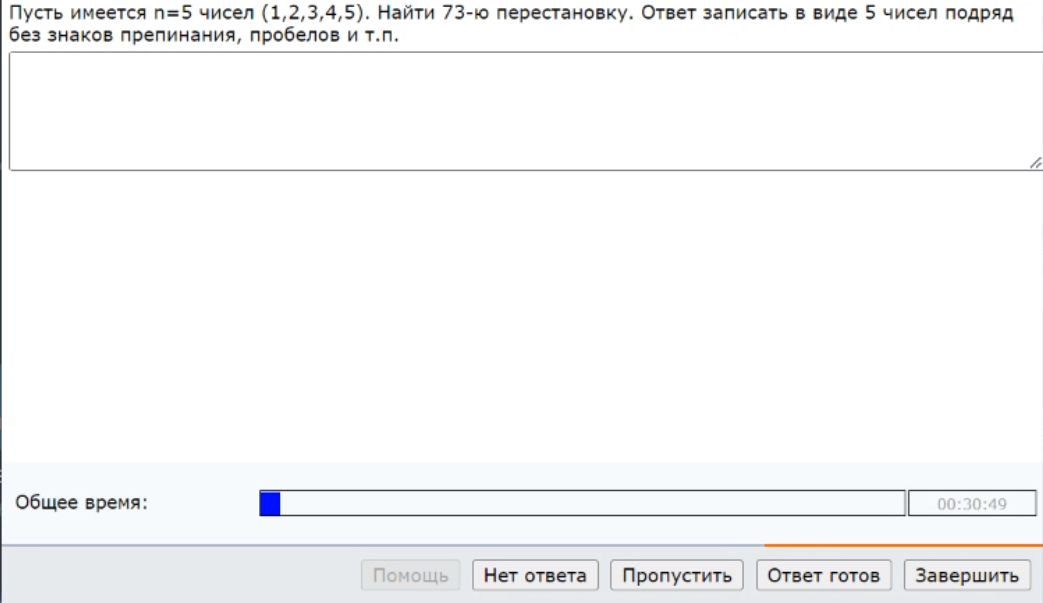 Пусть имеется n=5 чисел (1,2,3,4,5). Найти 73-ю перестановку. Ответ записать в виде 5 чисел подряд
без знаков препинания, пробелов и т.п.
Общее время:
00:30:49
Помощь
Нет ответа
Пропустить
Ответ готов
Завершить